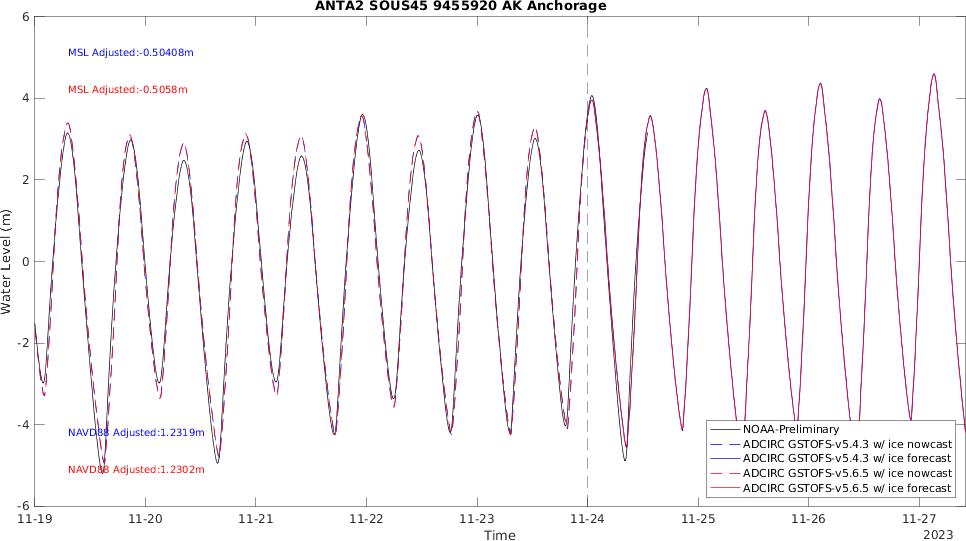 ANTA2 SOUS45 9455920 AK Anchorage
6
MSL Adjusted:-0.50408m
MSL Adjusted:-0.5058m
4
2
0
-2
-4
-6
Water Level (m)
NAVD88 Adjusted:1.2319m
NAVD88 Adjusted:1.2302m
NOAA-Preliminary
ADCIRC GSTOFS-v5.4.3 w/ ice nowcast
ADCIRC GSTOFS-v5.4.3 w/ ice forecast
ADCIRC GSTOFS-v5.6.5 w/ ice nowcast
ADCIRC GSTOFS-v5.6.5 w/ ice forecast
11-19 11-20 11-21 11-22 11-23 11-24 11-25 11-26 11-27
Time
2023